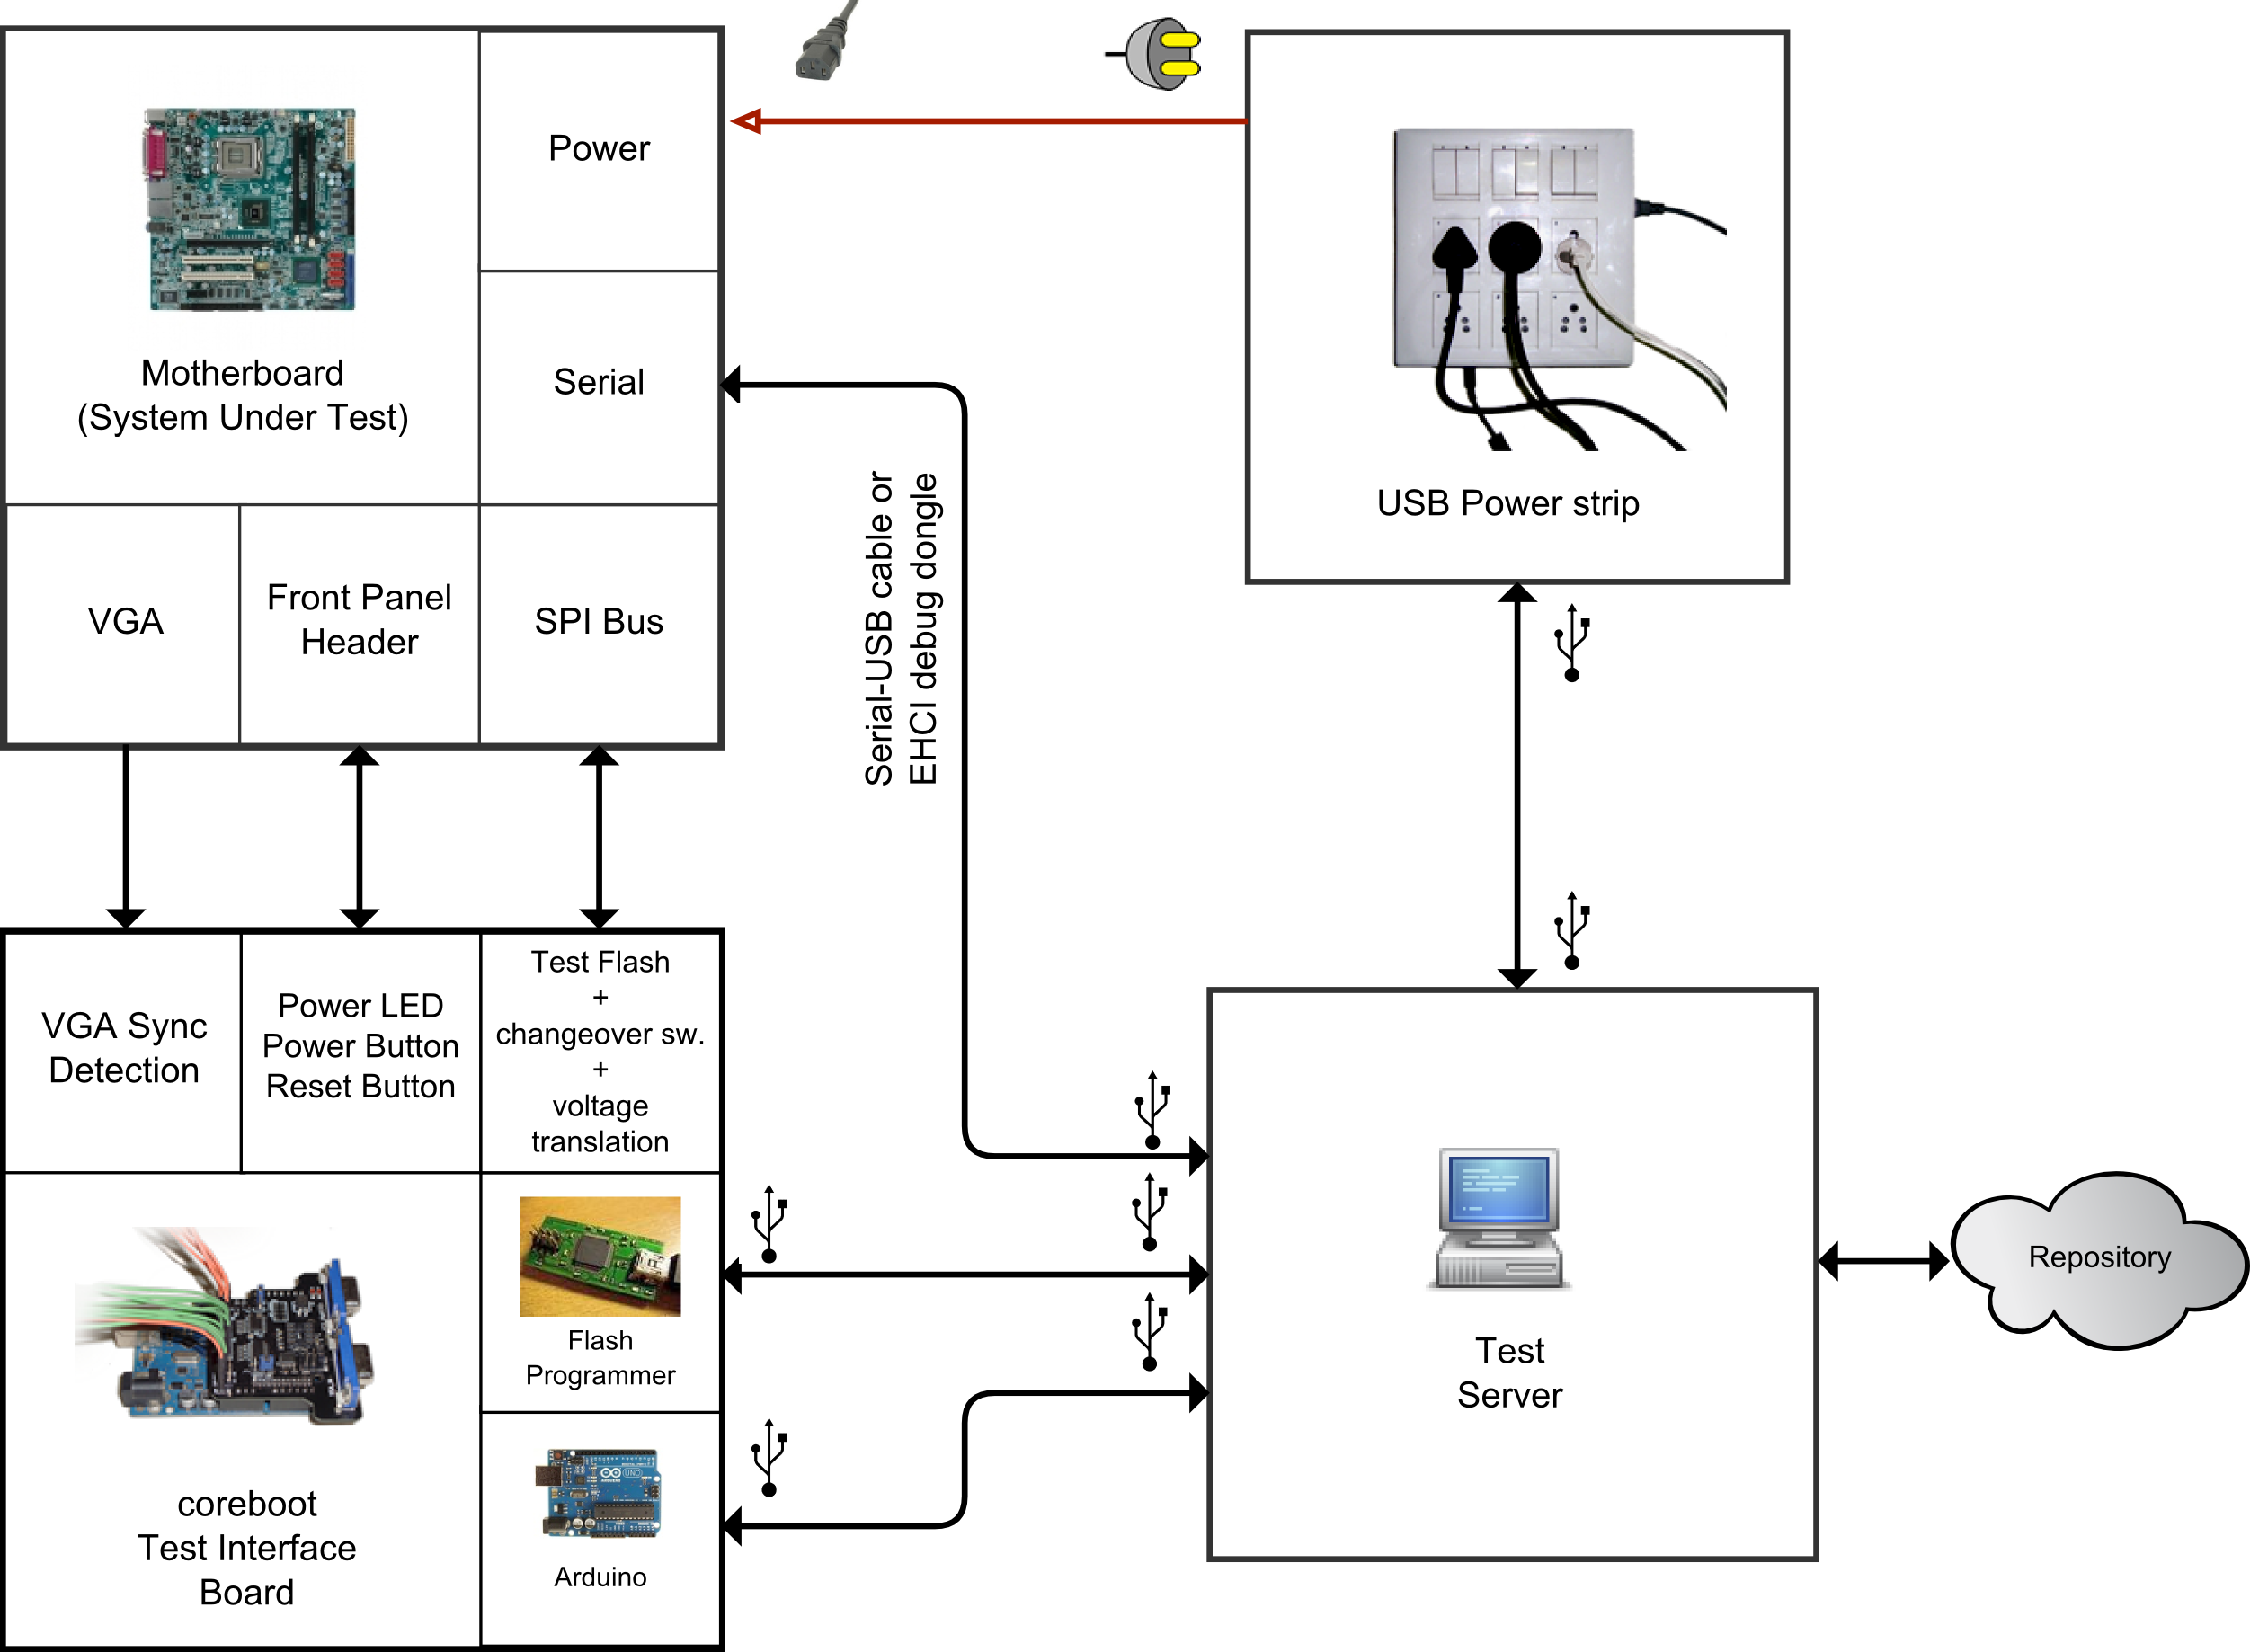 Power
Motherboard
(System Under Test)
Serial
VGA
Front Panel
Header
SPI Bus
Serial-USB cable or
EHCI debug dongle
USB Power strip
VGA Sync
Detection
Power LED
Power Button
Reset Button
Test Flash
+
changeover sw.
+
voltage
translation
Flash
Programmer
coreboot
Test Interface
Board
UNO
Arduino
Test
Server
Repository